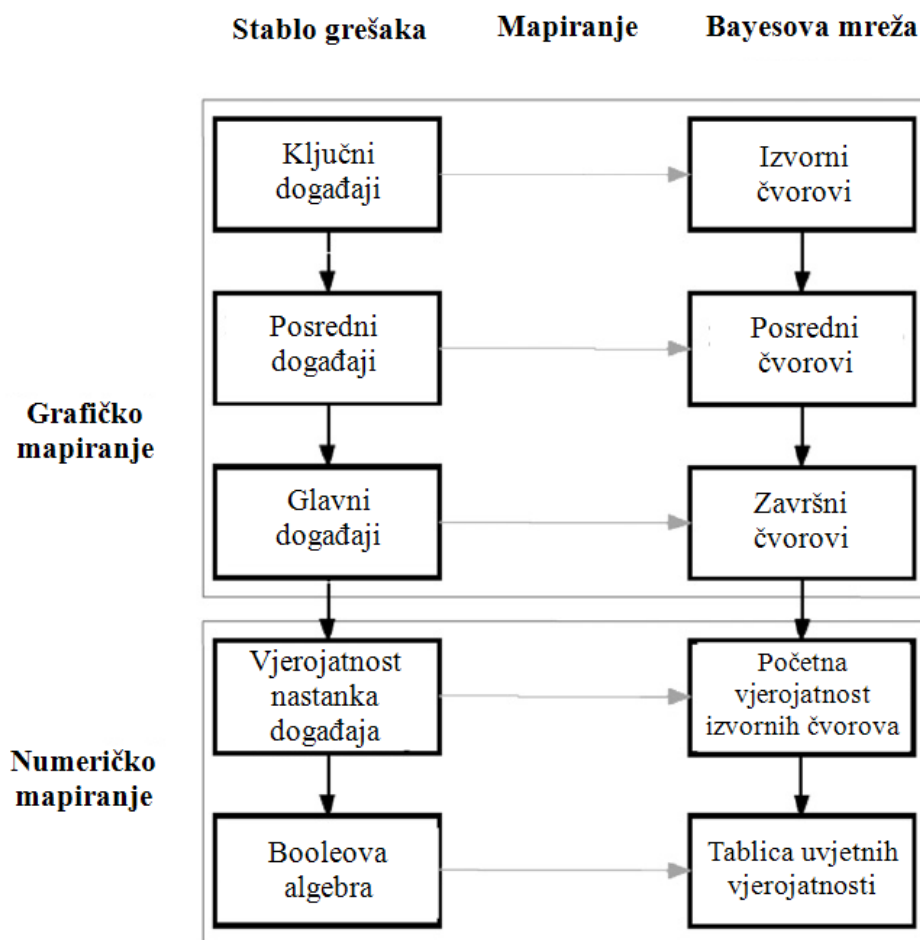 Stablo grešaka Mapiranje Bayesova mreža
Ključni
događaji
Izvorni
čvorovi
Posredni
događaji
Posredni
čvorovi
Grafičko
mapiranje
Glavni
događaji
Završni
čvorovi
Vjerojatnost
nastanka
događaja
Početna
vjerojatnost
izvornih čvorova
Numeričko
mapiranje
Booleova
algebra
Tablica uvjetnih
vjerojatnosti